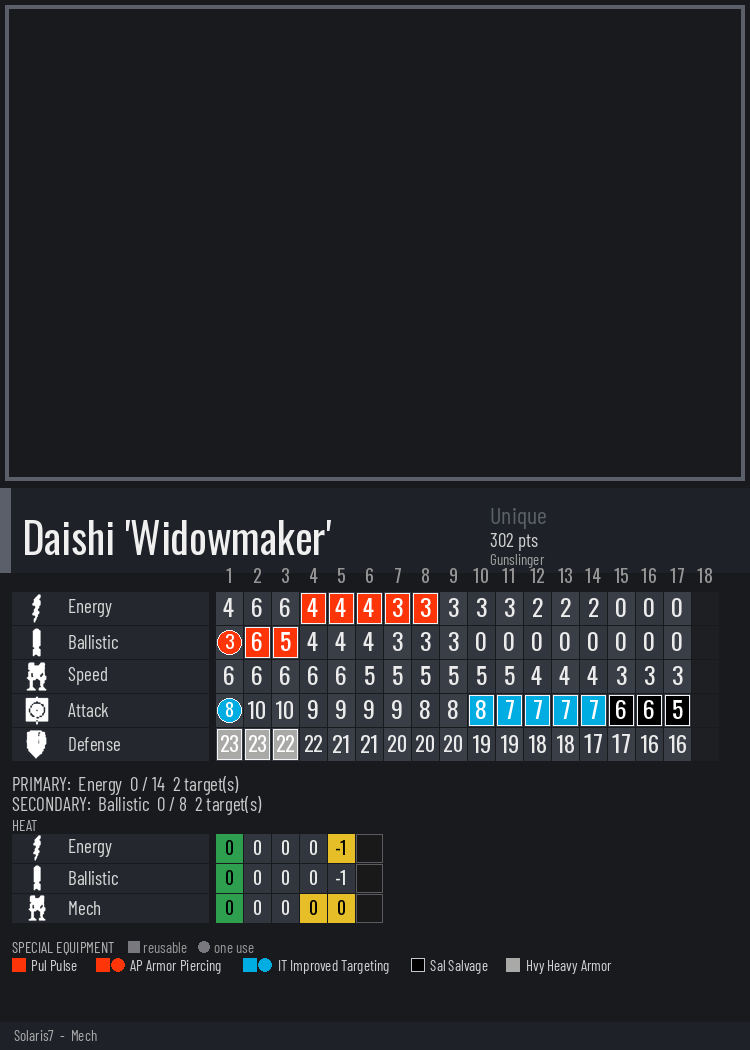 Daishi 'Widowmaker'
Unique
302 pts
Gunslinger
1 2 3 4 5 6 7 8 9 10 11 12 13 14 15 16 17 18
Energy 4 6 6 4 4 4 3 3 3 3 3 2 2 2 0 0 0
Ballistic 3 6 5 4 4 4 3 3 3 0 0 0 0 0 0 0 0
Speed 6 6 6 6 6 5 5 5 5 5 5 4 4 4 3 3 3
Attack 8 10 10 9 9 9 9 8 8 8 7 7 7 7 6 6 5
Defense 23 23 22 22 21 21 20 20 20 19 19 18 18 17 17 16 16
PRIMARY: Energy 0 / 14 2 target(s)
SECONDARY: Ballistic 0 / 8 2 target(s)
HEAT
Energy 0 0 0 0 -1
Ballistic 0 0 0 0 -1
Mech 0 0 0 0 0
SPECIAL EQUIPMENT reusable one use
Pul Pulse AP Armor Piercing IT Improved Targeting Sal Salvage Hvy Heavy Armor
Solaris7 - Mech